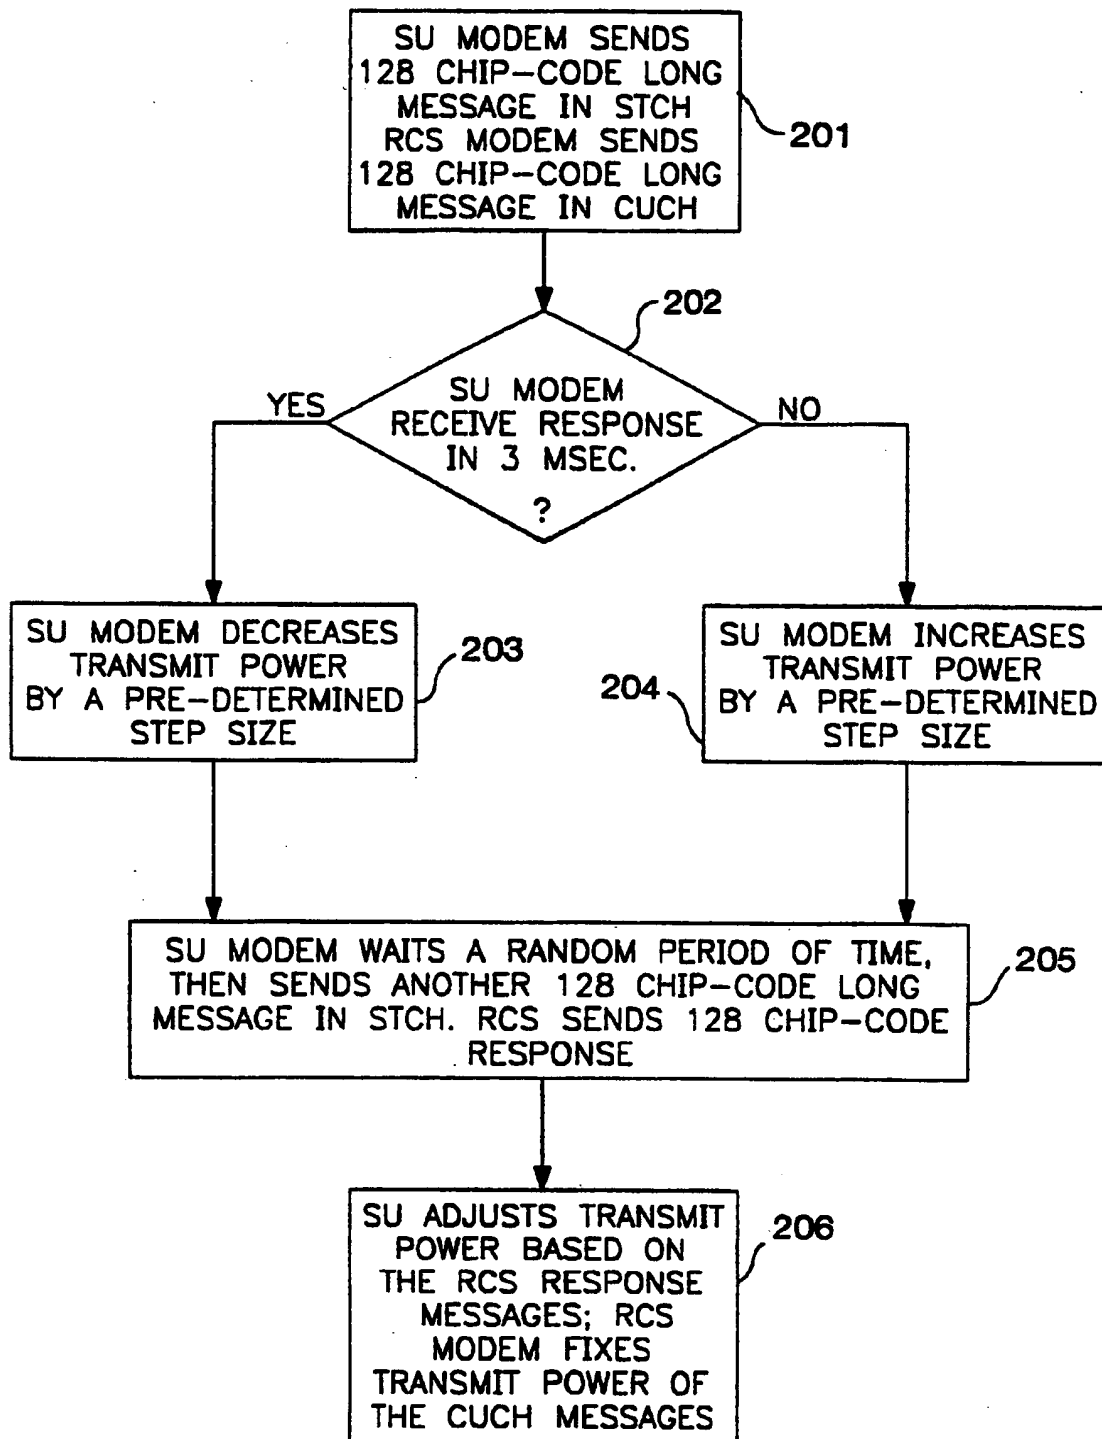 SU MODEM SENDS
128 CHIP-CODE LONG
MESSAGE IN STCH
RCS MODEM SENDS
128 CHIP-CODE LONG
MESSAGE IN CUCH
201
202
SU MODEM
RECEIVE RESPONSE
IN 3 MSEC.
?
YES
NO
SU MODEM DECREASES
TRANSMIT POWER
BY A PRE-DETERMINED
STEP SIZE
203
SU MODEM INCREASES
TRANSMIT POWER
BY A PRE-DETERMINED
STEP SIZE
204
SU MODEM WAITS A RANDOM PERIOD OF TIME,
THEN SENDS ANOTHER 128 CHIP-CODE LONG
MESSAGE IN STCH. RCS SENDS 128 CHIP-CODE
RESPONSE
205
SU ADJUSTS TRANSMIT
POWER BASED ON
THE RCS RESPONSE
MESSAGES; RCS
MODEM FIXES
TRANSMIT POWER OF
THE CUCH MESSAGES
206